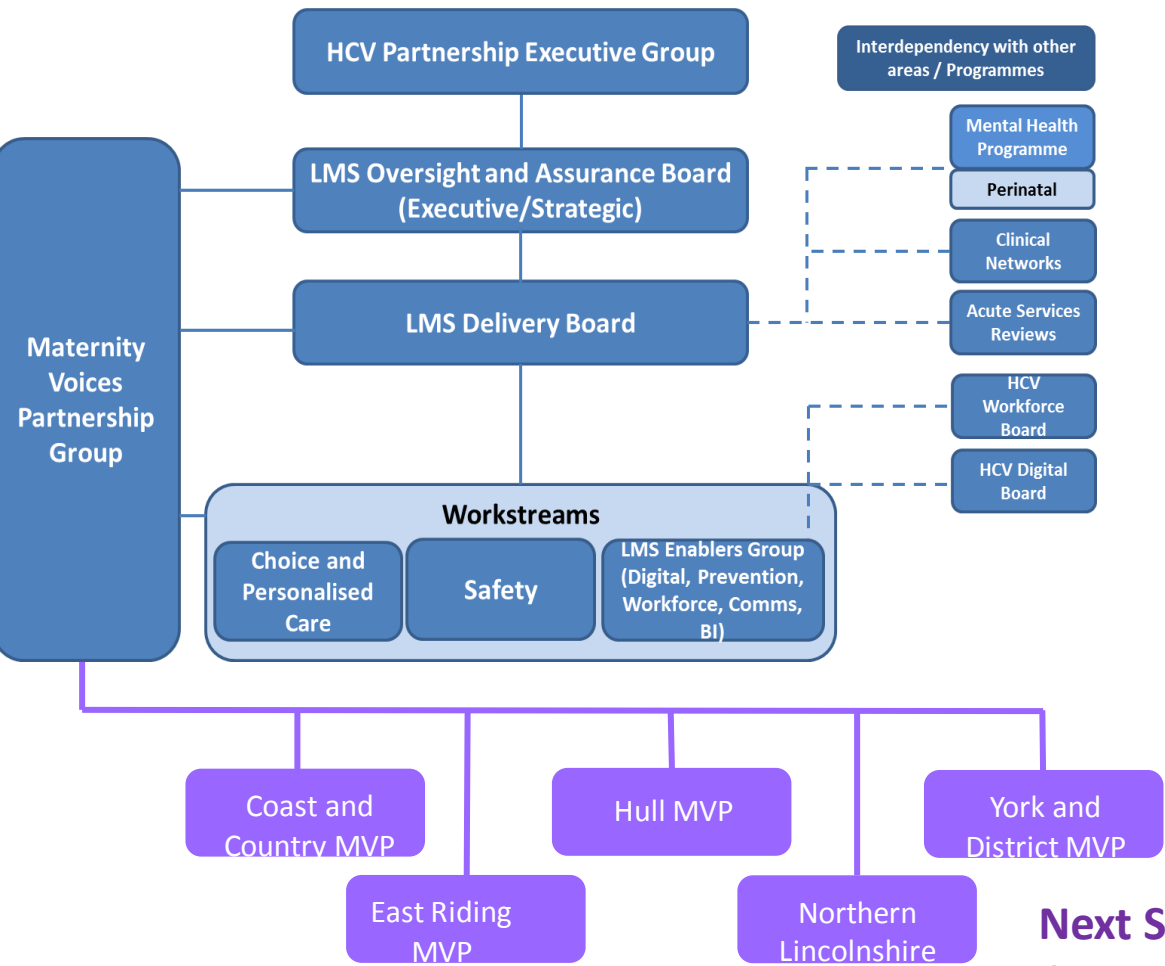 HCV Partnership Executive Group
Interdependency with other
areas / Programmes
Mental Health
Programme
Perinatal
LMS Oversight and Assurance Board
(Executive/Strategic)
Clinical
Networks
LMS Delivery Board
Acute Services
Reviews
Maternity
Voices
Partnership
Group
HCV
Workforce
Board
HCV Digital
Board
Workstreams
Choice and
Personalised
Care
Safety
LMS Enablers Group
(Digital, Prevention,
Workforce, Comms,
BI)
Coast and
Country MVP
Hull MVP
York and
District MVP
East Riding
MVP
Northern
Lincolnshire
Next S